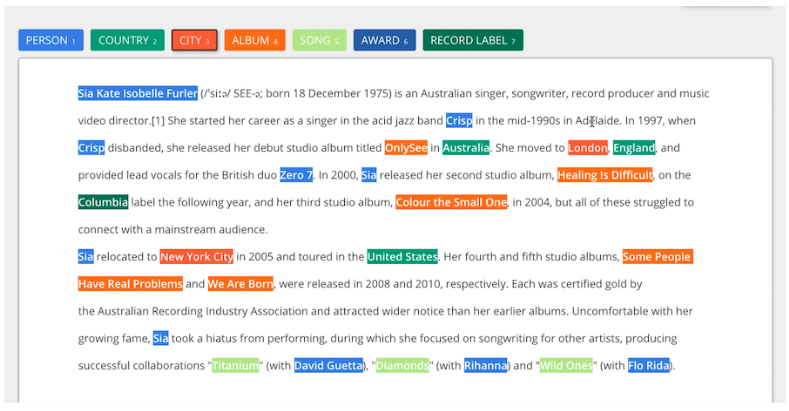 PERSON 1 COUNTRY 2 CITY 3 ALBUM 4 SONG 5 AWARD 6 RECORD LABEL 7
Sia Kate Isobelle Furler (/ˈsiːə/ SEE-ə; born 18 December 1975) is an Australian singer, songwriter, record producer and music
video director.[1] She started her career as a singer in the acid jazz band Crisp in the mid-1990s in Adelaide. In 1997, when
Crisp disbanded, she released her debut studio album titled OnlySee in Australia. She moved to London, England, and
provided lead vocals for the British duo Zero 7. In 2000, Sia released her second studio album, Healing Is Difficult, on the
Columbia label the following year, and her third studio album, Colour the Small One, in 2004, but all of these struggled to
connect with a mainstream audience.
Sia relocated to New York City in 2005 and toured in the United States. Her fourth and fifth studio albums, Some People
Have Real Problems and We Are Born, were released in 2008 and 2010, respectively. Each was certified gold by
the Australian Recording Industry Association and attracted wider notice than her earlier albums. Uncomfortable with her
growing fame, Sia took a hiatus from performing, during which she focused on songwriting for other artists, producing
successful collaborations "Titanium" (with David Guetta), "Diamonds" (with Rihanna) and "Wild Ones" (with Flo Rida).